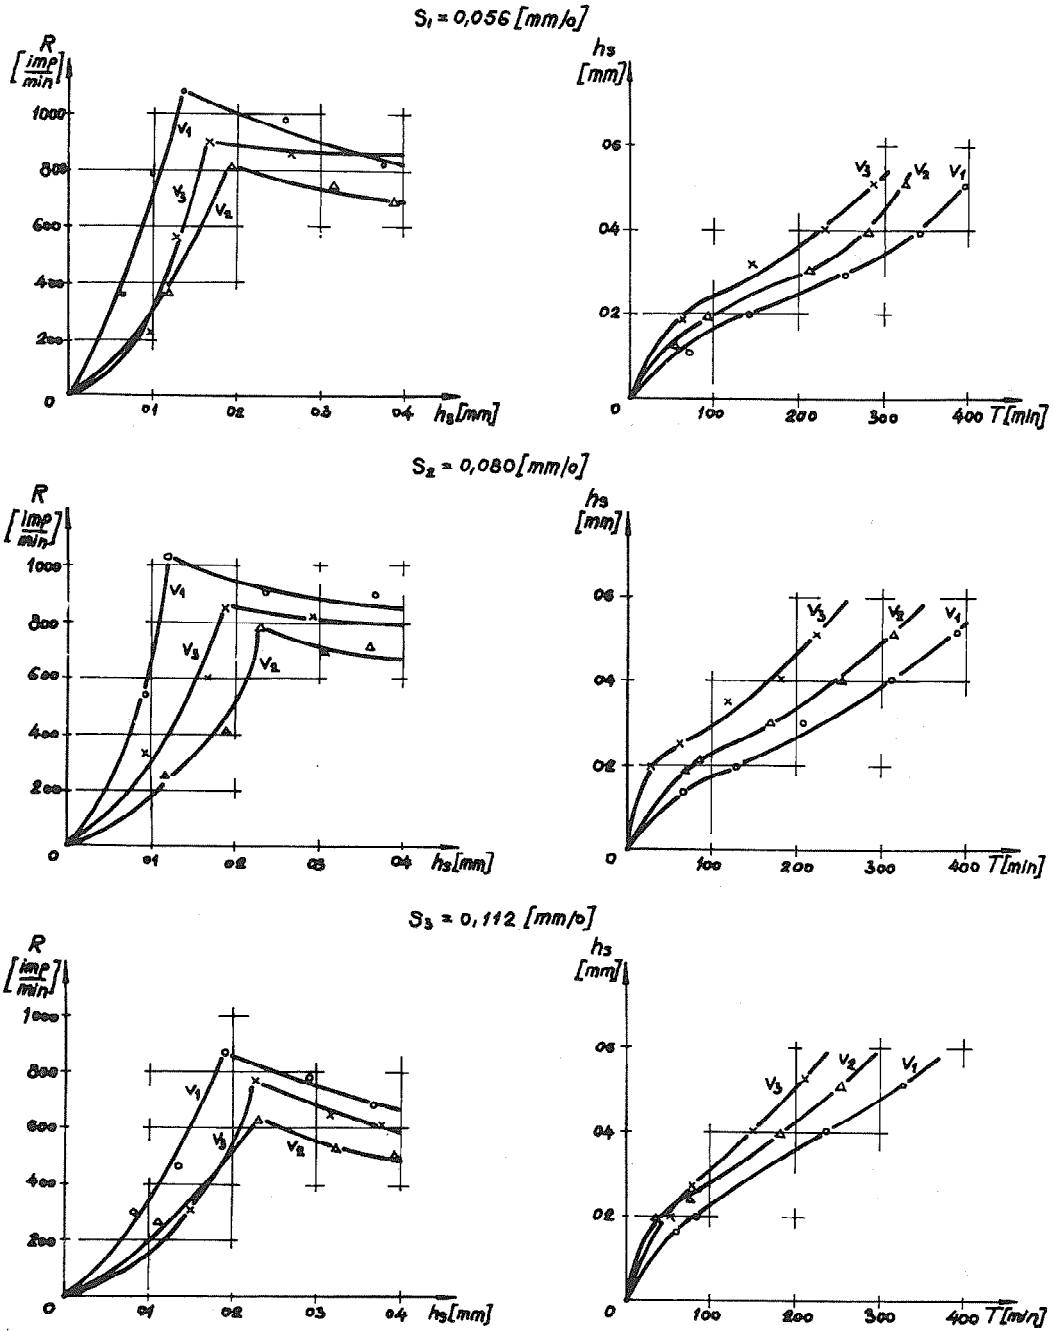 S₁ = 0,056 [mm/o]
R
[imp/min]
1000
800
600
400
200
0
01
02
03
04
h₃[mm]
V₁
V₃
V₂
h₃
[mm]
06
04
02
0
100
200
300
400
T[min]
V₃
V₂
V₁
S₂ = 0,080 [mm/o]
R
[imp/min]
1000
800
600
400
200
0
01
02
03
04
h₃[mm]
V₁
V₃
V₂
h₃
[mm]
06
04
02
0
100
200
300
400
T[min]
V₃
V₂
V₁
S₃ = 0,112 [mm/o]
R
[imp/min]
1000
800
600
400
200
0
01
02
03
04
h₃[mm]
V₁
V₃
V₂
h₃
[mm]
06
04
02
0
100
200
300
400
T[min]
V₃
V₂
V₁